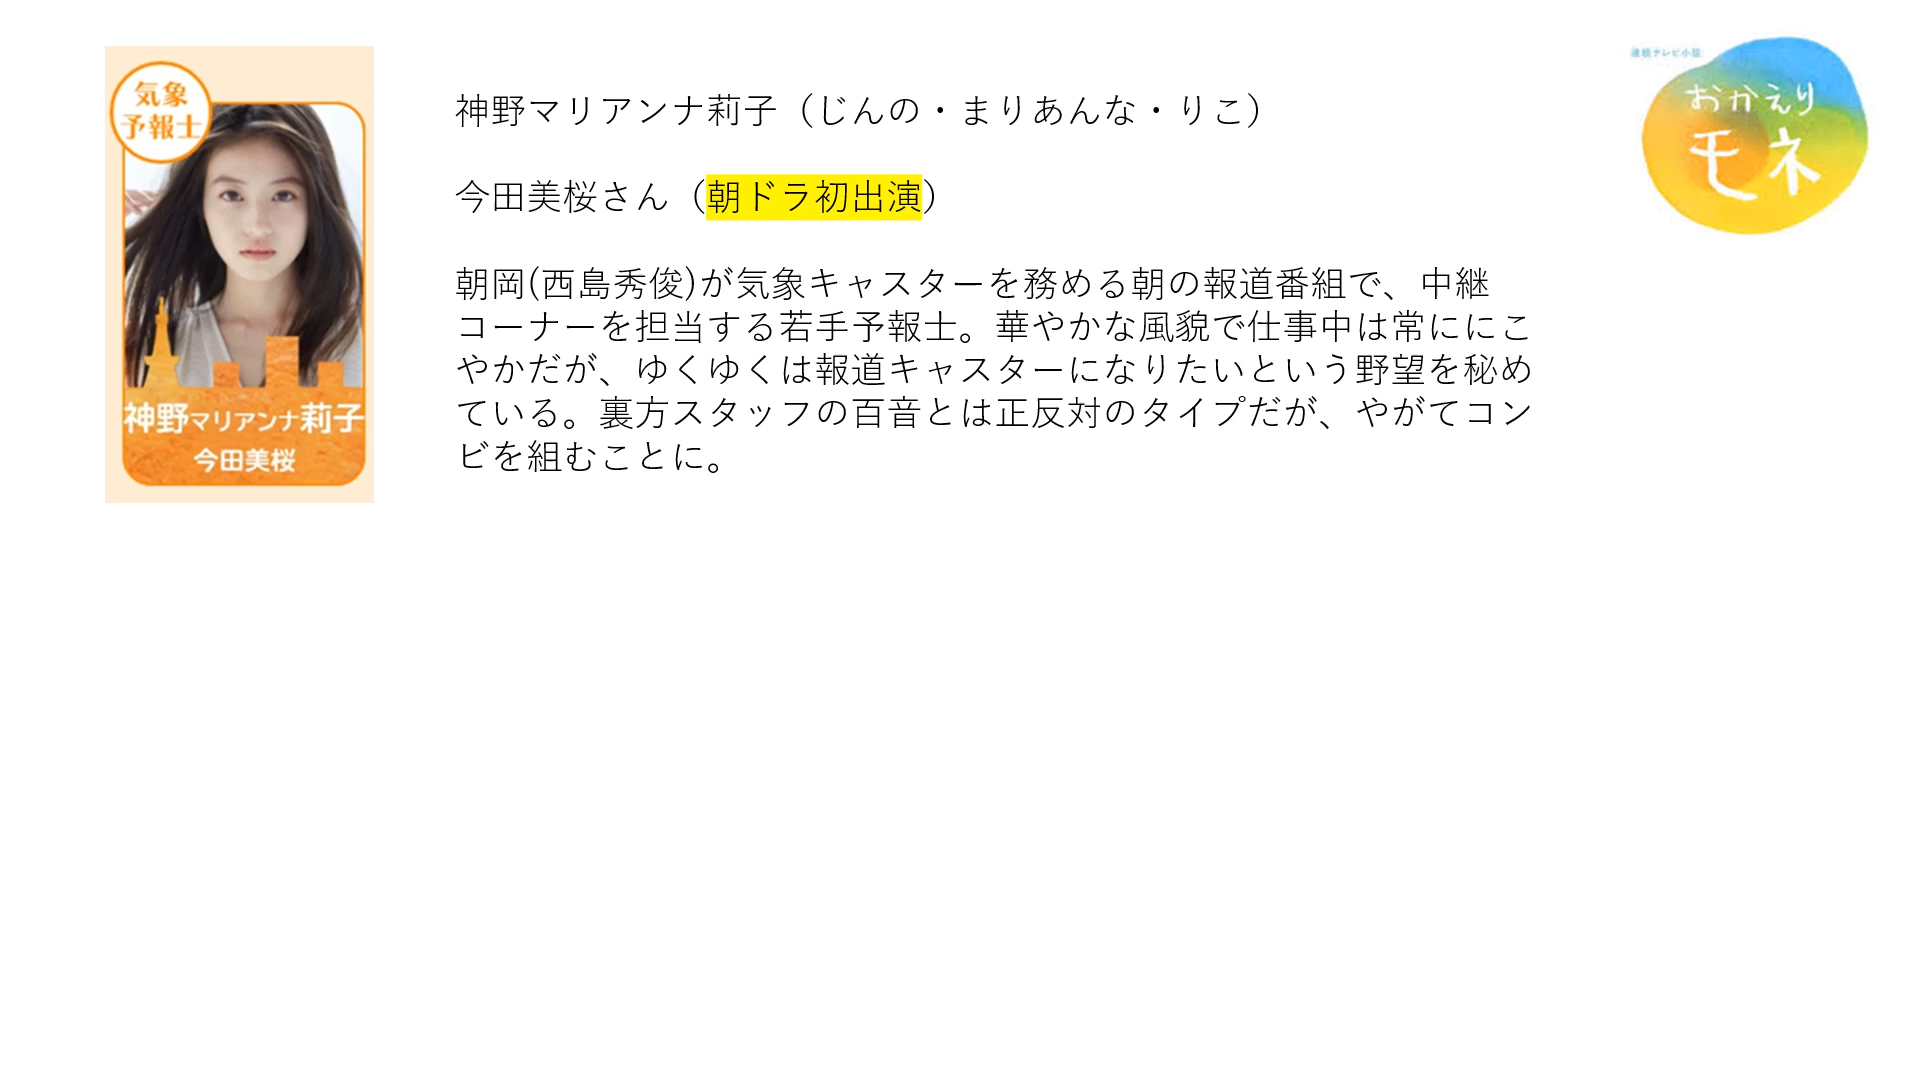 気象
予報士
神野マリアンナ莉子
今田美桜
神野マリアンナ莉子（じんの・まりあんな・りこ）
今田美桜さん（朝ドラ初出演）
朝岡(西島秀俊)が気象キャスターを務める朝の報道番組で、中継
コーナーを担当する若手予報士。華やかな風貌で仕事中は常ににこ
やかだが、ゆくゆくは報道キャスターになりたいという野望を秘め
ている。裏方スタッフの百音とは正反対のタイプだが、やがてコン
ビを組むことに。
連続テレビ小説
おかえり
モネ